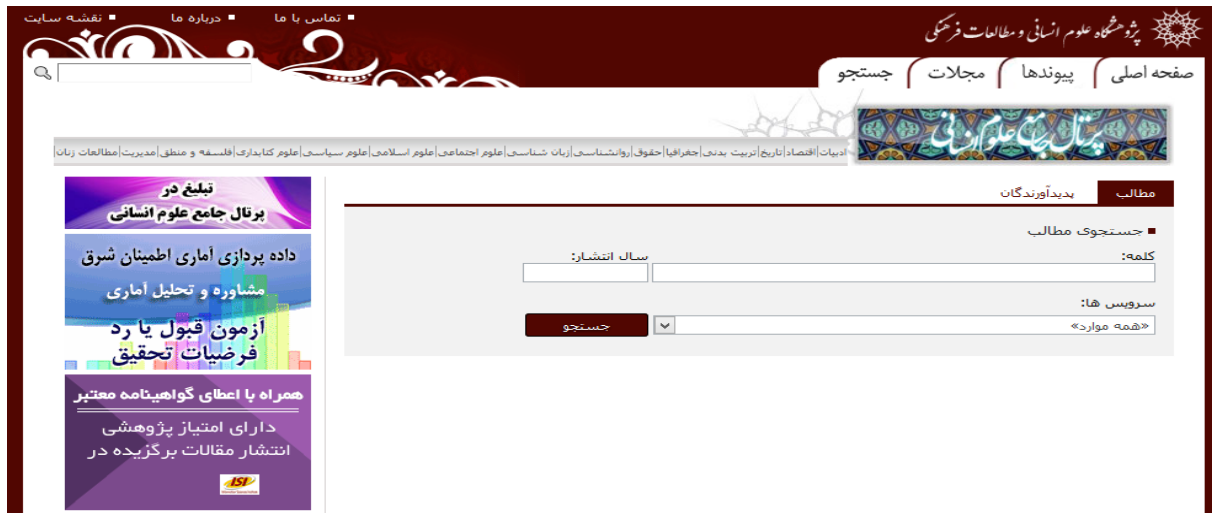 تماس با ما
درباره ما
نقشه سایت
پژوهشگاه علوم انسانی و مطالعات فرهنگی
صفحه اصلی
پیوندها
مجلات
جستجو
پرتال جامع علوم انسانی
ادبیات|اقتصاد|تاریخ|تربیت بدنی|جغرافیا|حقوق|روانشناسی|زبان شناسی|علوم اجتماعی|علوم اسلامی|علوم سیاسی|علوم کتابداری|فلسفه و منطق|مدیریت|مطالعات زنان|
مطالب
پدیدآورندگان
جستجوی مطالب
کلمه:
سال انتشار:
سرویس ها:
«همه موارد»
جستجو
تبلیغ در
پرتال جامع علوم انسانی
داده پردازی آماری اطمینان شرق
مشاوره و تحلیل آماری
آزمون قبول یا رد
فرضیات تحقیق
همراه با اعطای گواهینامه معتبر
دارای امتیاز پژوهشی
انتشار مقالات برگزیده در
ISI